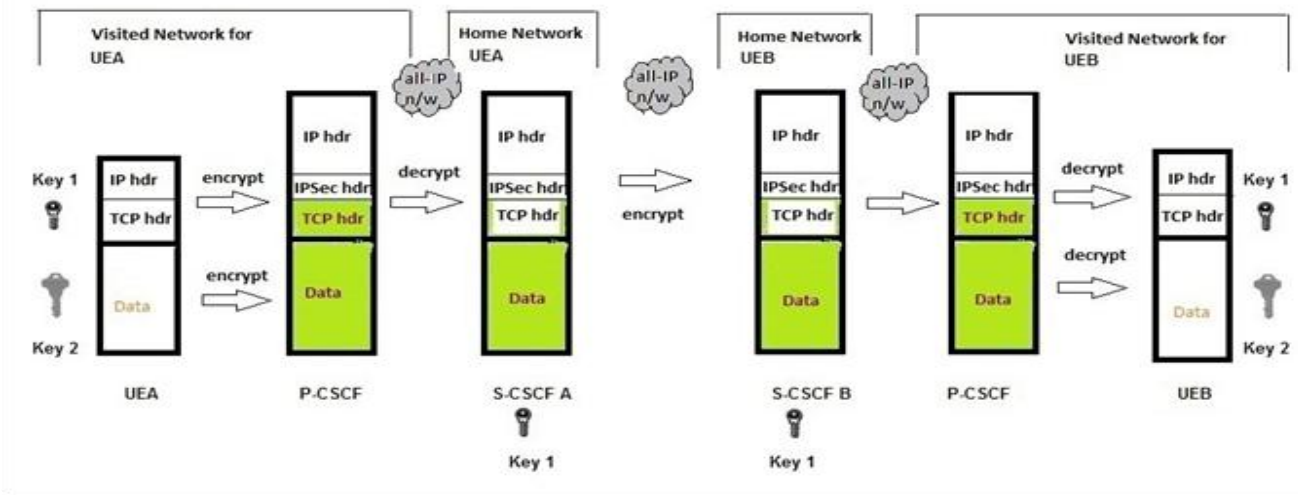 Visited Network for
UEA
Home Network
UEA
Home Network
UEB
Visited Network for
UEB
all-IP
n/w
all-IP
n/w
all-IP
n/w
Key 1
IP hdr
TCP hdr
Data
Key 2
UEA
encrypt
encrypt
IP hdr
IPSec hdr
TCP hdr
Data
P-CSCF
decrypt
IP hdr
IPSec hdr
TCP hdr
Data
S-CSCF A
Key 1
encrypt
IP hdr
IPSec hdr
TCP hdr
Data
S-CSCF B
Key 1
IP hdr
IPSec hdr
TCP hdr
Data
P-CSCF
decrypt
decrypt
IP hdr
TCP hdr
Data
UEB
Key 1
Key 2